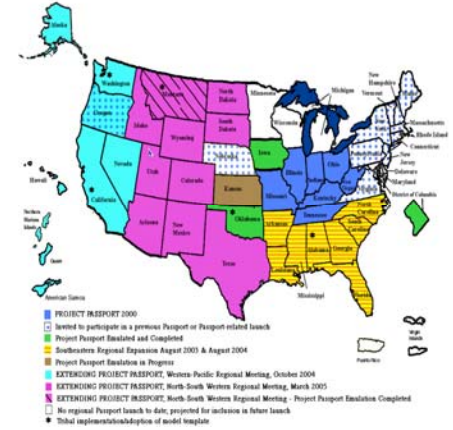 Alaska
Washington
Montana
North
Dakota
Minnesota
Michigan
New
Hampshire
Vermont
Oregon
Idaho
South
Dakota
Wisconsin
Massachusetts
Rhode Island
Connecticut
New
Jersey
Delaware
Maryland
District of Columbia
Wyoming
Iowa
Nevada
Utah
Colorado
Kansas
Missouri
Illinois
Indiana
Ohio
Kentucky
California
Hawaii
Arizona
New
Mexico
Oklahoma
Arkansas
Tennessee
North
Carolina
South
Carolina
Alabama
Georgia
Texas
Louisiana
Mississippi
Florida
Northern
Mariana
Islands
Guam
American Samoa
Virgin
Islands
Puerto Rico
PROJECT PASSPORT 2000
Invited to participate in a previous Passport or Passport-related launch
Project Passport Emulated and Completed
Southeastern Regional Expansion August 2003 & August 2004
Project Passport Emulation in Progress
EXTENDING PROJECT PASSPORT, Western-Pacific Regional Meeting, October 2004
EXTENDING PROJECT PASSPORT, North-South Western Regional Meeting, March 2005
EXTENDING PROJECT PASSPORT, North-South Western Regional Meeting - Project Passport Emulation Completed
No regional Passport launch to date, projected for inclusion in future launch
Tribal implementation/adoption of model template